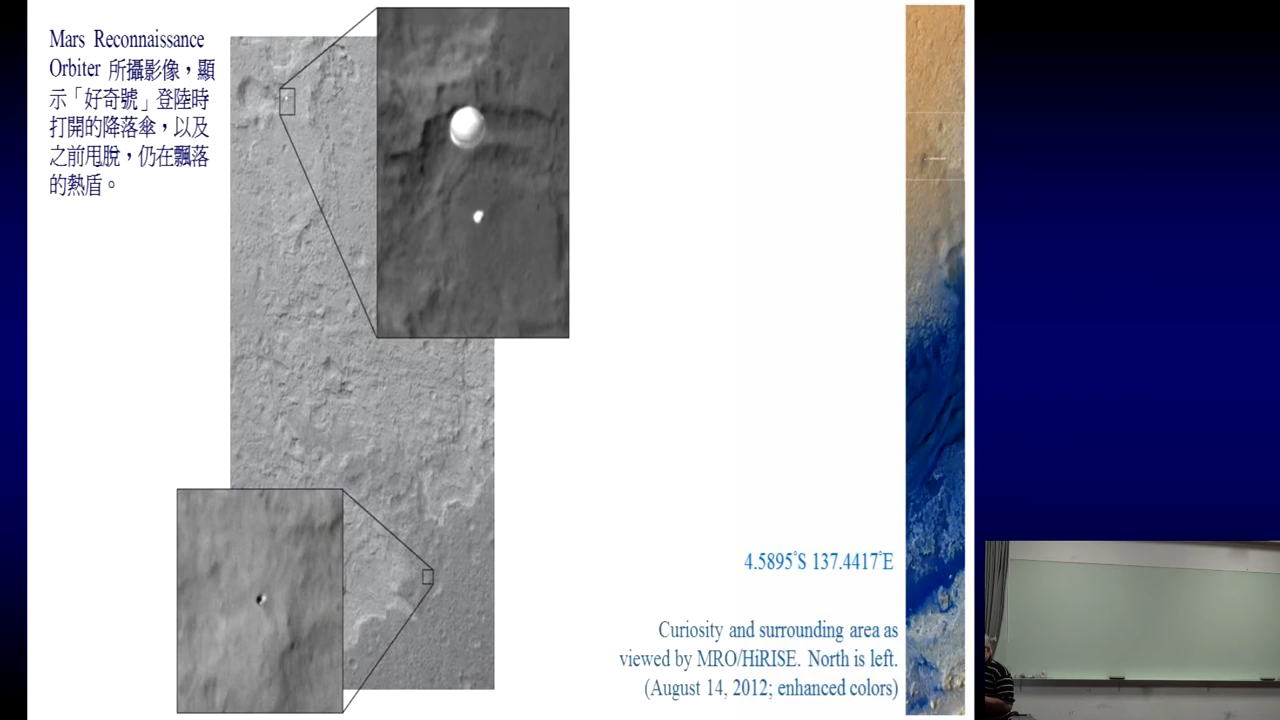 Mars Reconnaissance
Orbiter 所攝影像，顯
示「好奇號」登陸時
打開的降落傘，以及
之前甩脫，仍在飄落
的熱盾。
4.5895°S 137.4417°E
Curiosity and surrounding area as
viewed by MRO/HiRISE. North is left.
(August 14, 2012; enhanced colors)